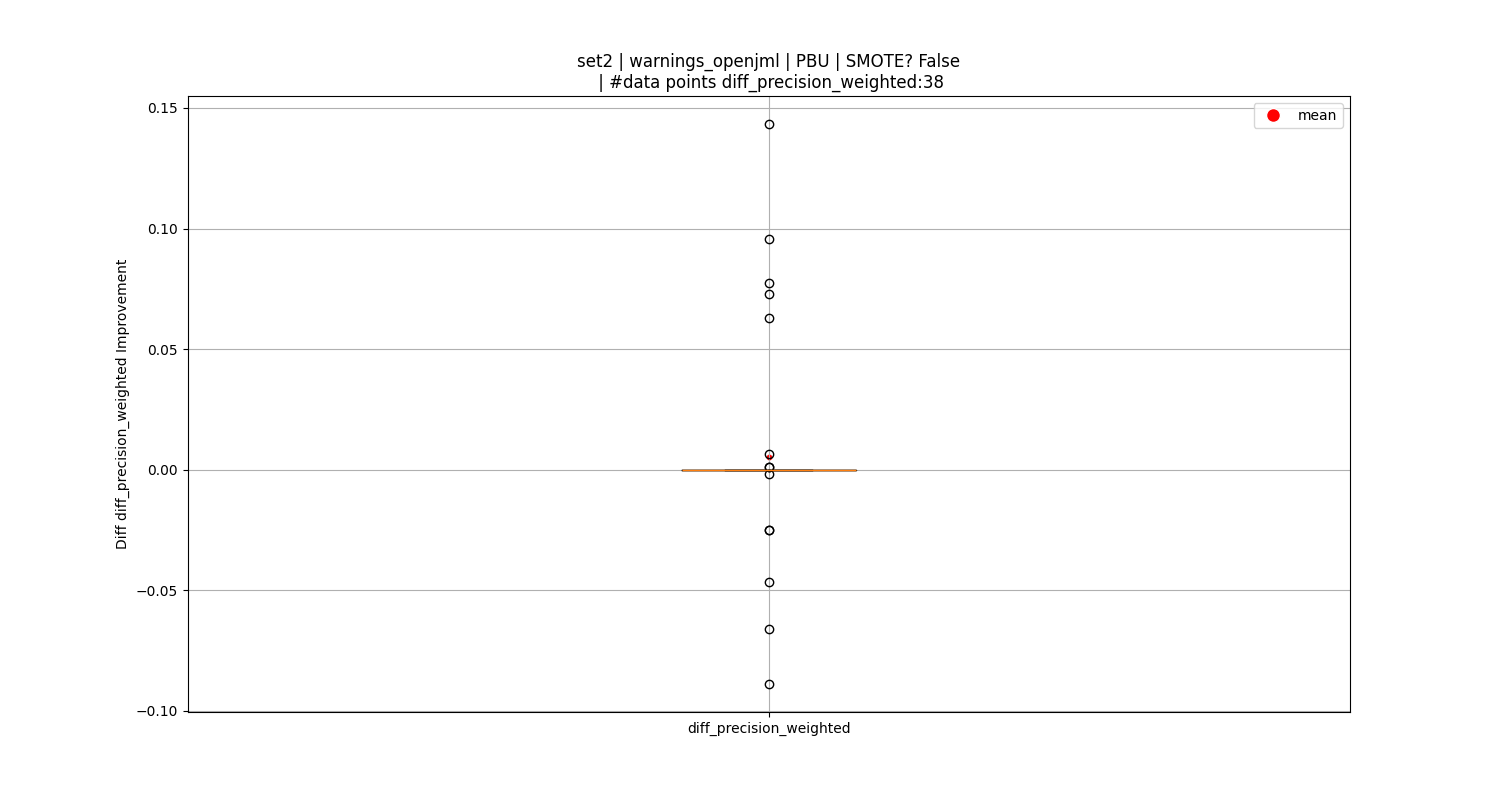 set2 | warnings_openjml | PBU | SMOTE? False
| #data points diff_precision_weighted:38
mean
Diff diff_precision_weighted Improvement
0.15
0.10
0.05
0.00
−0.05
−0.10
diff_precision_weighted